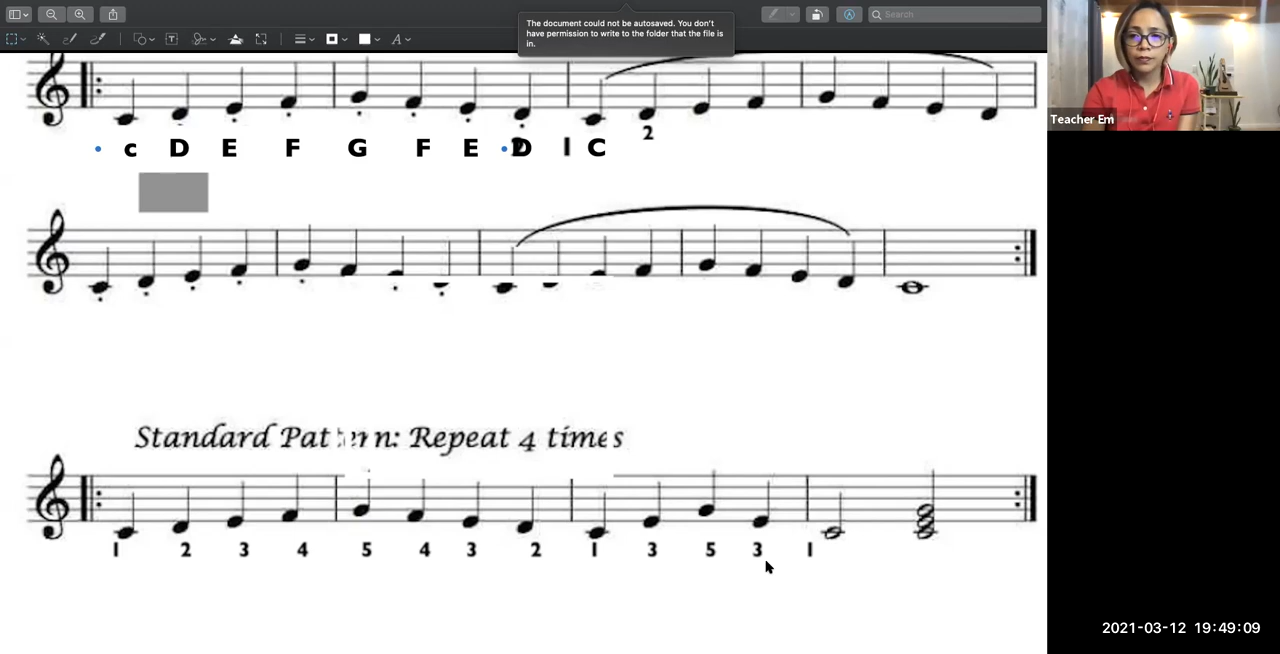 Search
The document could not be autosaved. You don't
have permission to write to the folder that the file is
in.
A
Teacher Em
2
c D E F G F E D 1 C
Standard Pattern: Repeat 4 times
1 2 3 4 5 4 3 2 1 3 5 3 1
2021-03-12 19:49:09